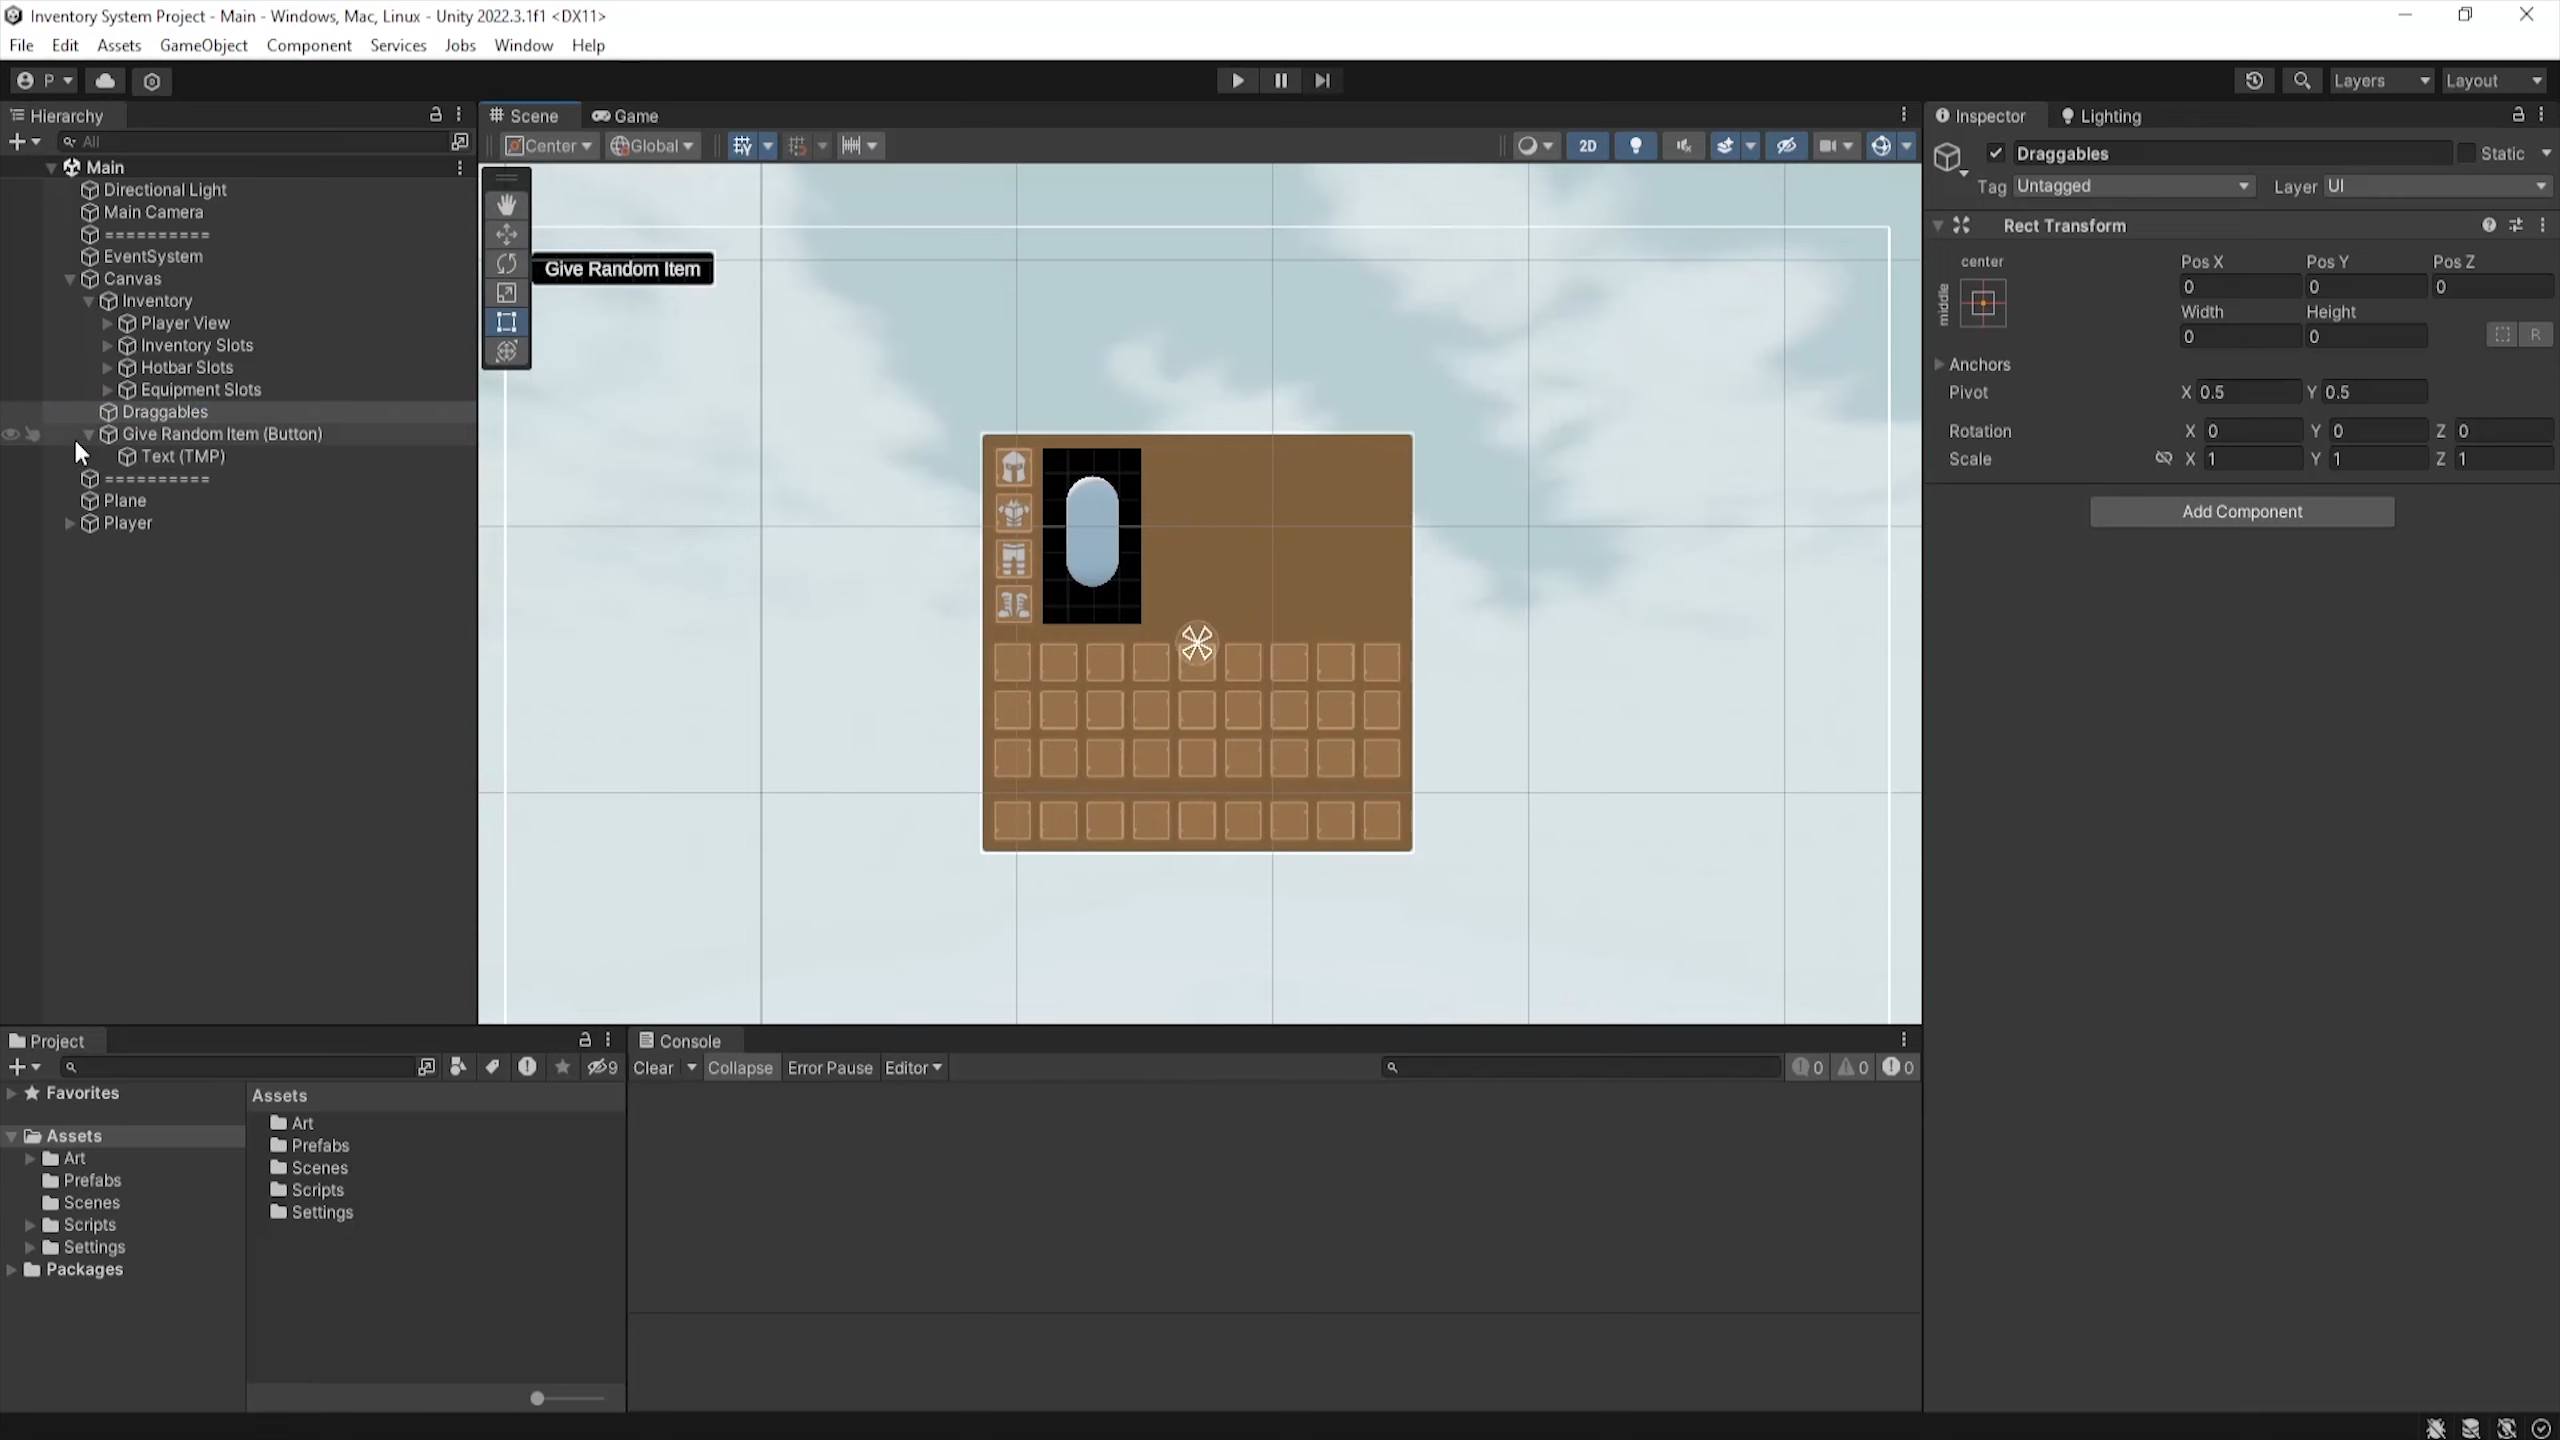 Inventory System Project - Main - Windows, Mac, Linux - Unity 2022.3.1f1 <DX11>
File Edit Assets GameObject Component Services Jobs Window Help
P Layers Layout
Hierarchy
All
Main
Directional Light
Main Camera
==========
EventSystem
Canvas
Inventory
Player View
Inventory Slots
Hotbar Slots
Equipment Slots
Draggables
Give Random Item (Button)
Text (TMP)
==========
Plane
Player
Scene Game
Center Global 2D
Give Random Item
Inspector Lighting
Draggables Static
Tag Untagged Layer UI
Rect Transform
center Pos X Pos Y Pos Z
middle 0 0 0
Width Height
0 0 R
Anchors
Pivot X 0.5 Y 0.5
Rotation X 0 Y 0 Z 0
Scale X 1 Y 1 Z 1
Add Component
Project
9
Favorites
Assets
Art
Prefabs
Scenes
Scripts
Settings
Packages
Assets
Art
Prefabs
Scenes
Scripts
Settings
Console
Clear Collapse Error Pause Editor 0 0 0